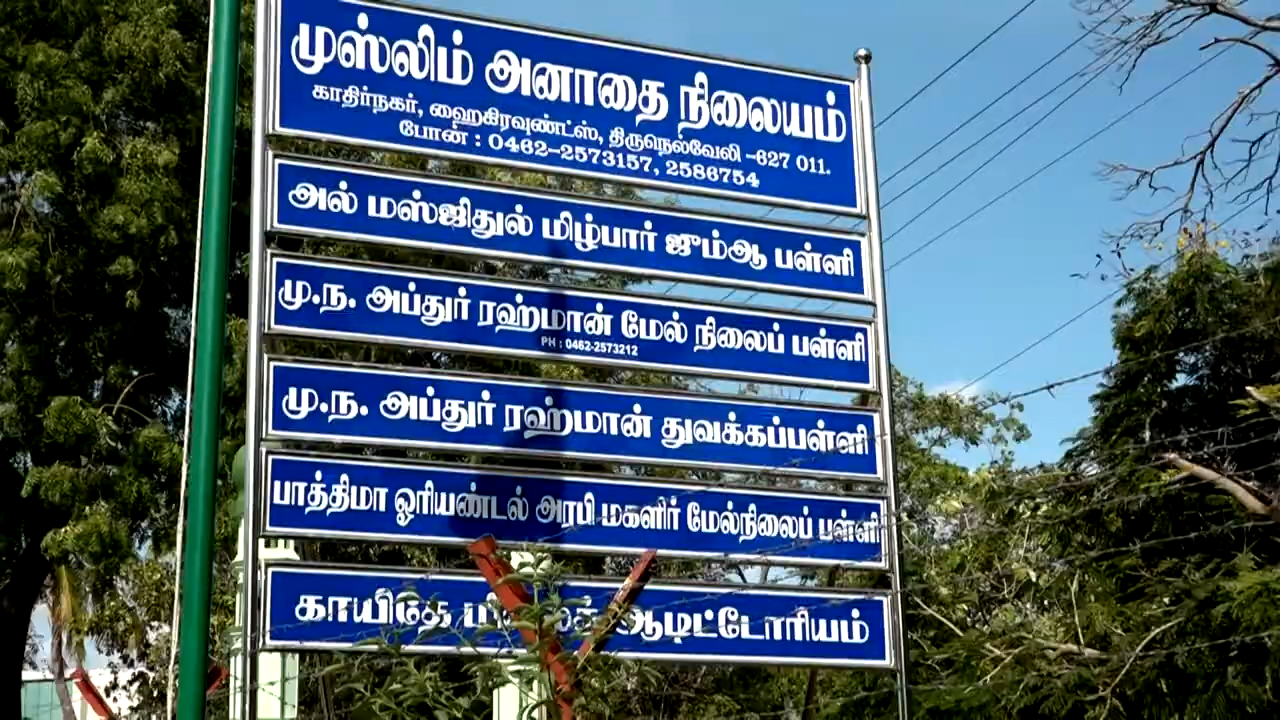 முஸ்லிம் அனாதை நிலையம்
காதிர்நகர், ஹைகிரவுண்ட்ஸ், திருநெல்வேலி -627 011.
போன் : 0462-2573157, 2586754
அல் மஸ்ஜிதுல் மிழ்பார் ஜும்ஆ பள்ளி
மு.ந. அப்துர் ரஹ்மான் மேல் நிலைப் பள்ளி
PH : 0462-2573212
மு.ந. அப்துர் ரஹ்மான் துவக்கப்பள்ளி
பாத்திமா ஓரியண்டல் அரபி மகளிர் மேல்நிலைப் பள்ளி
காயிதே ஆடிட்டோரியம்